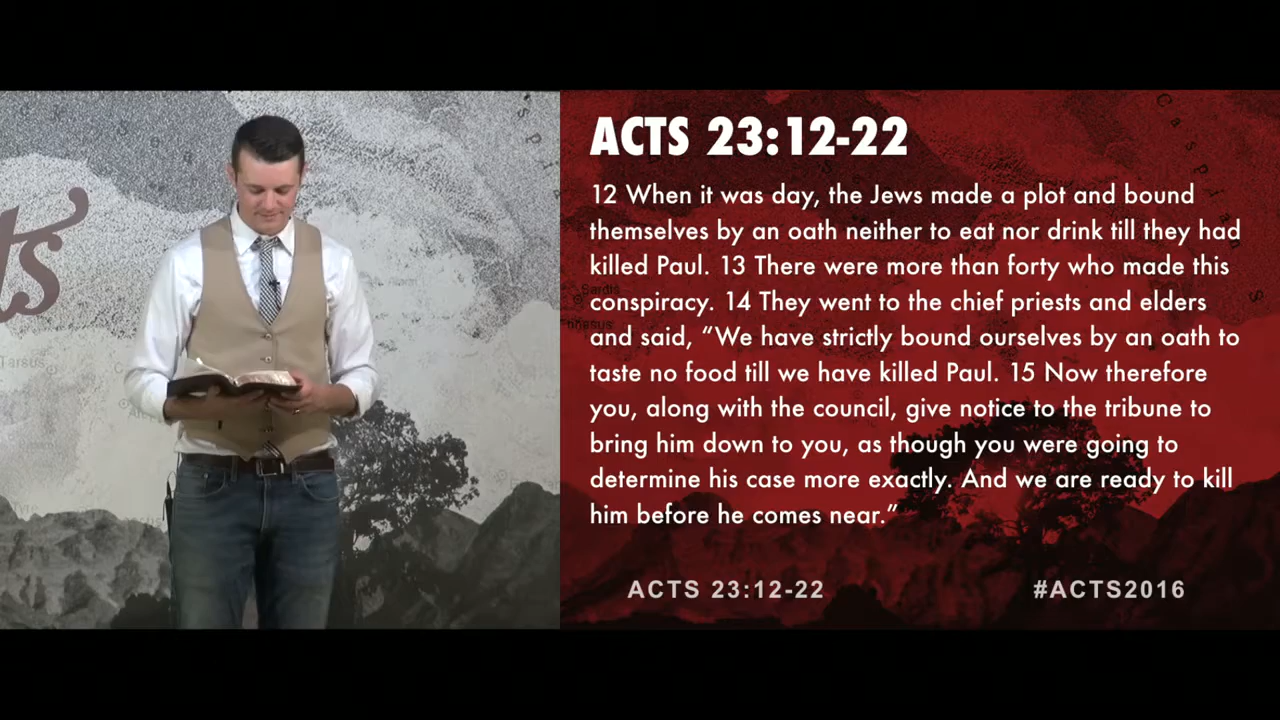 ACTS 23:12-22
12 When it was day, the Jews made a plot and bound
themselves by an oath neither to eat nor drink till they had
killed Paul. 13 There were more than forty who made this
conspiracy. 14 They went to the chief priests and elders
and said, ”We have strictly bound ourselves by an oath to
taste no food till we have killed Paul. 15 Now therefore
you, along with the council, give notice to the tribune to
bring him down to you, as though you were going to
determine his case more exactly. And we are ready to kill
him before he comes near.”
ACTS 23:12-22
#ACTS2016
ts
Tarsus
Sardis